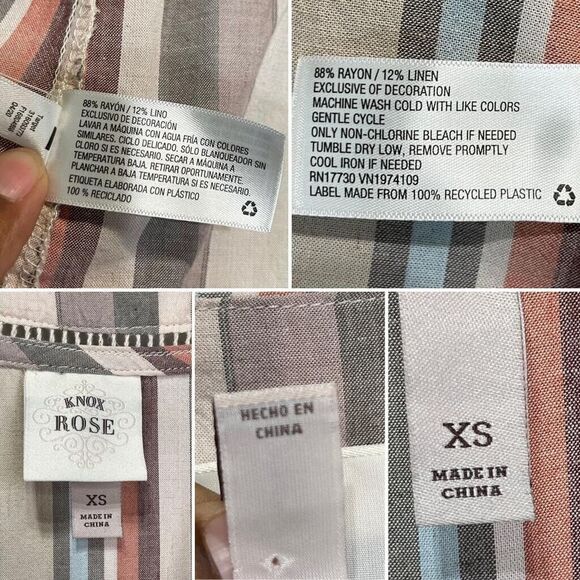 Target
04/20
88% RAYÓN / 12% LINO
EXCLUSIVO DE DECORACIÓN
LAVAR A MÁQUINA CON AGUA FRÍA CON COLORES
SIMILARES. CICLO DELICADO. SÓLO BLANQUEADOR SIN
CLORO SI ES NECESARIO. SECAR A MÁQUINA A
TEMPERATURA BAJA. RETIRAR OPORTUNAMENTE.
PLANCHAR A BAJA TEMPERATURA SI ES NECESARIO.
ETIQUETA ELABORADA CON PLÁSTICO
100% RECICLADO
88% RAYON / 12% LINEN
EXCLUSIVE OF DECORATION
MACHINE WASH COLD WITH LIKE COLORS
GENTLE CYCLE
ONLY NON-CHLORINE BLEACH IF NEEDED
TUMBLE DRY LOW, REMOVE PROMPTLY
COOL IRON IF NEEDED
RN17730 VN1974109
LABEL MADE FROM 100% RECYCLED PLASTIC
KNOX
ROSE
XS
MADE IN
CHINA
HECHO EN
CHINA
XS
MADE IN
CHINA